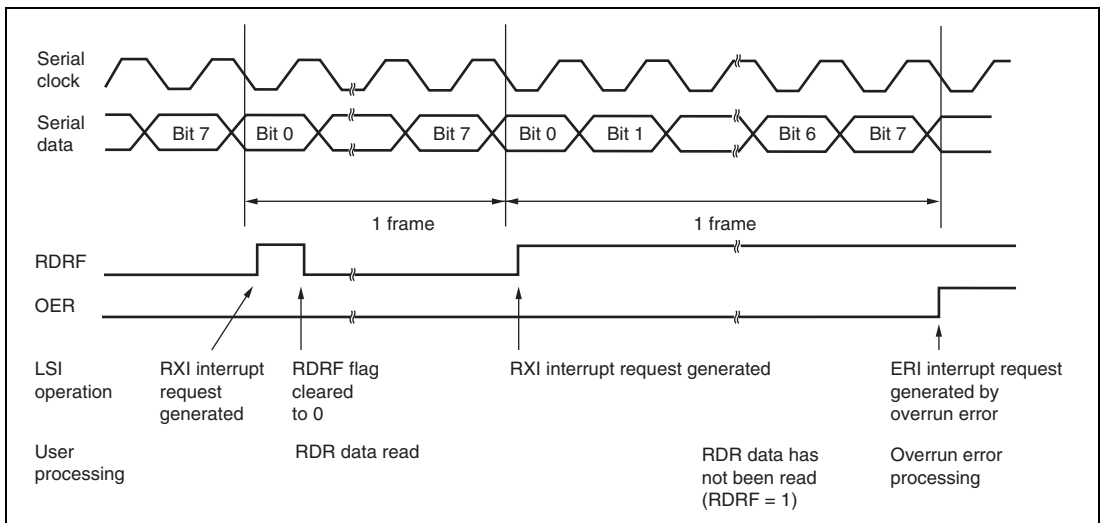 Serial
clock
Serial
data
Bit 7
Bit 0
Bit 7
Bit 0
Bit 1
Bit 6
Bit 7
1 frame
1 frame
RDRF
OER
LSI
operation
RXI interrupt
request
generated
RDRF flag
cleared
to 0
RXI interrupt request generated
ERI interrupt request
generated by
overrun error
User
processing
RDR data read
RDR data has
not been read
(RDRF = 1)
Overrun error
processing